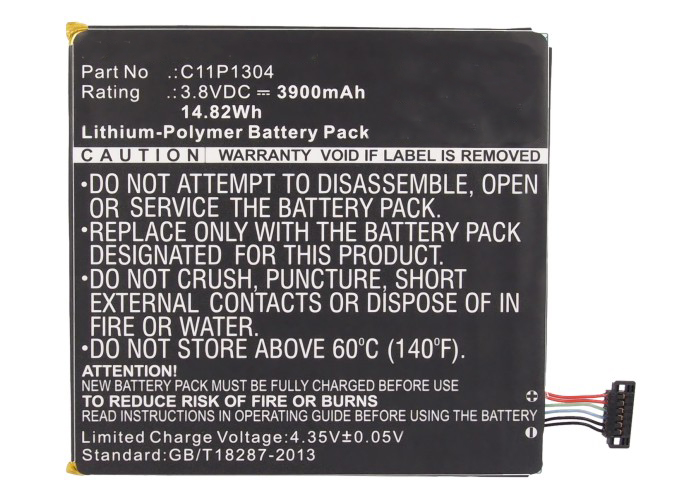 Part No .:C11P1304
Rating .:3.8VDC ⎓ 3900mAh
14.82Wh
Lithium-Polymer Battery Pack
CAUTION WARRANTY VOID IF LABEL IS REMOVED
•DO NOT ATTEMPT TO DISASSEMBLE, OPEN
OR SERVICE THE BATTERY PACK.
•REPLACE ONLY WITH THE BATTERY PACK
DESIGNATED FOR THIS PRODUCT.
•DO NOT CRUSH, PUNCTURE, SHORT
EXTERNAL CONTACTS OR DISPOSE OF IN
FIRE OR WATER.
•DO NOT STORE ABOVE 60°C (140°F).
ATTENTION!
NEW BATTERY PACK MUST BE FULLY CHARGED BEFORE USE
TO REDUCE RISK OF FIRE OR BURNS
READ INSTRUCTIONS IN OPERATING GUIDE BEFORE USING THE BATTERY
Limited Charge Voltage:4.35V±0.05V
Standard:GB/T18287-2013